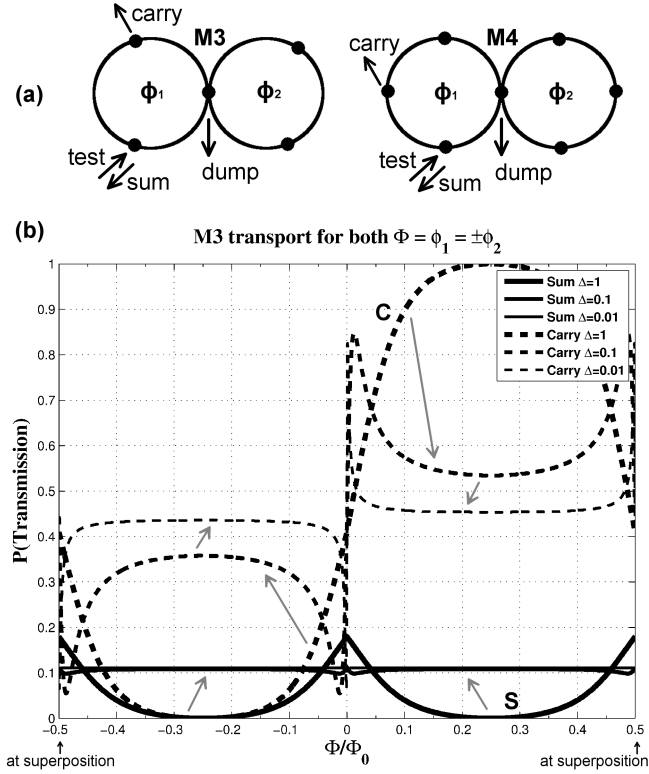 carry
M3
M4
carry
(a)
Φ₁
Φ₂
Φ₁
Φ₂
test
sum
dump
test
sum
dump
(b)
M3 transport for both Φ = ϕ₁ = ±ϕ₂
P(Transmission)
1
0.9
0.8
0.7
0.6
0.5
0.4
0.3
0.2
0.1
0
C
S
Sum Δ=1
Sum Δ=0.1
Sum Δ=0.01
Carry Δ=1
Carry Δ=0.1
Carry Δ=0.01
−0.5 −0.4 −0.3 −0.2 −0.1 0 0.1 0.2 0.3 0.4 0.5
Φ/Φ₀
at superposition
at superposition